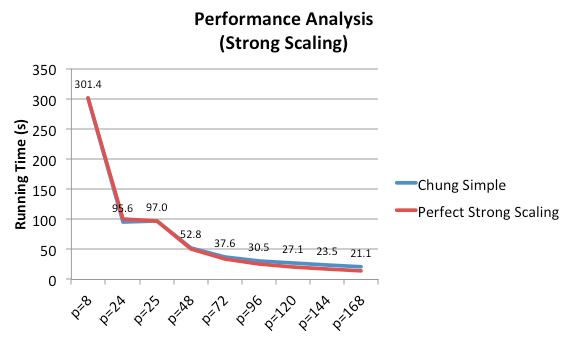 Performance Analysis
(Strong Scaling)
350
300
250
200
150
100
50
0
Running Time (s)
301.4
95.6
97.0
52.8
37.6
30.5
27.1
23.5
21.1
p=8
p=24
p=25
p=48
p=72
p=96
p=120
p=144
p=168
Chung Simple
Perfect Strong Scaling